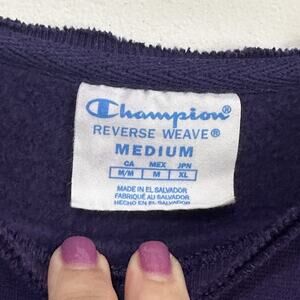 Champion®
REVERSE WEAVE®
MEDIUM
CA MEX JPN
M/M M XL
MADE IN EL SALVADOR
FABRIQUÉ AU SALVADOR
HECHO EN EL SALVADOR